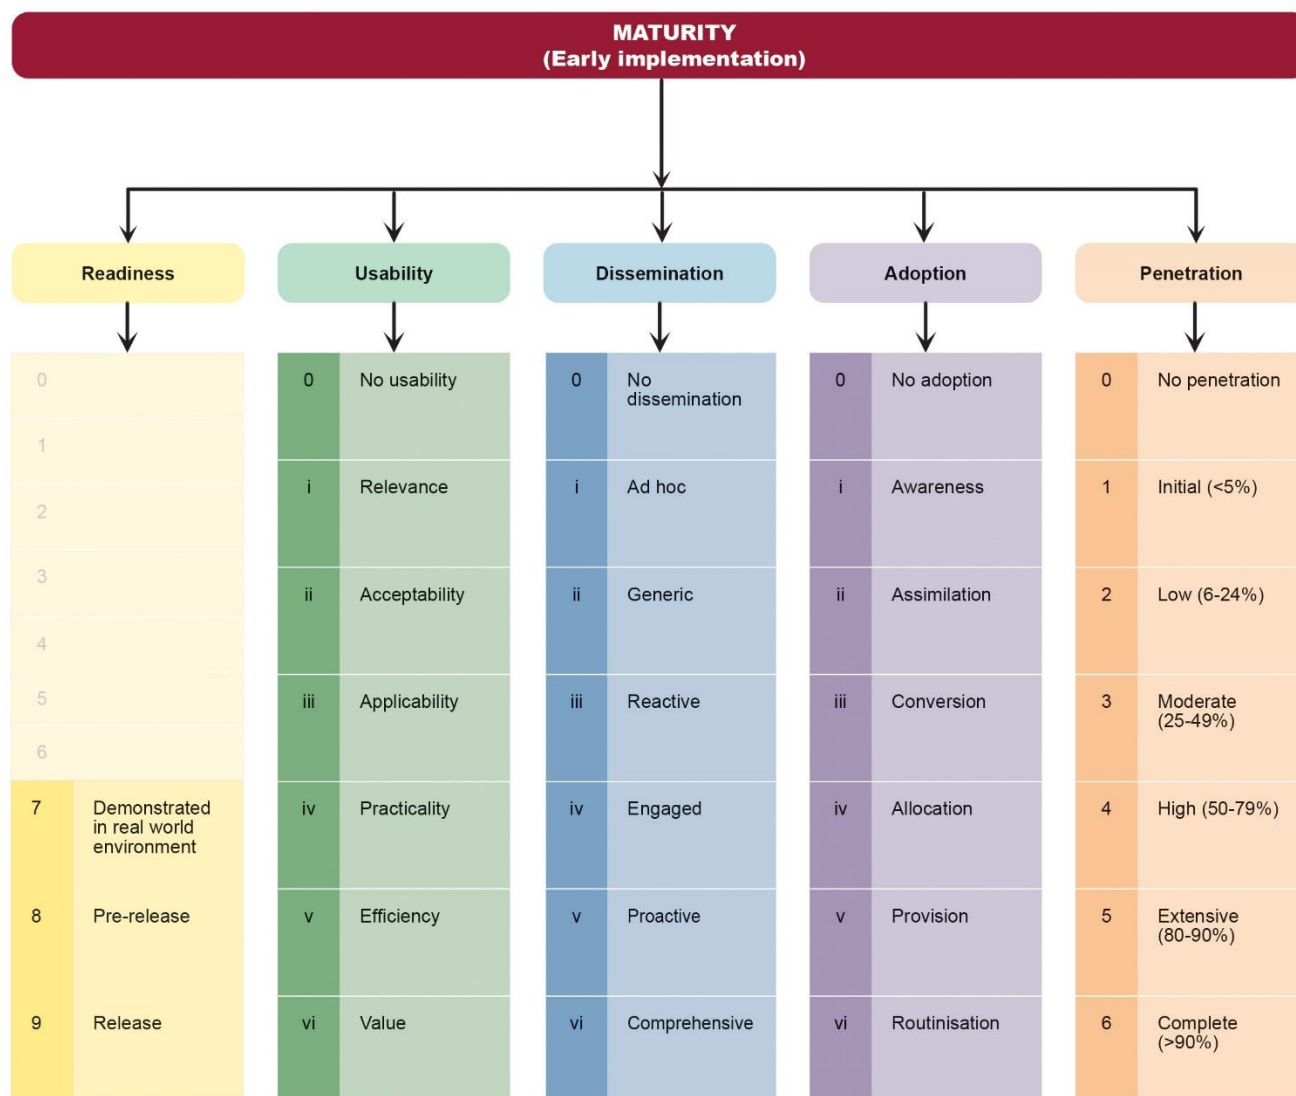 MATURITY
(Early implementation)
Readiness
Usability
Dissemination
Adoption
Penetration
0
1
2
3
4
5
6
7 Demonstrated
in real world
environment
8 Pre-release
9 Release
0 No usability
i Relevance
ii Acceptability
iii Applicability
iv Practicality
v Efficiency
vi Value
0 No
dissemination
i Ad hoc
ii Generic
iii Reactive
iv Engaged
v Proactive
vi Comprehensive
0 No adoption
i Awareness
ii Assimilation
iii Conversion
iv Allocation
v Provision
vi Routinisation
0 No penetration
1 Initial (<5%)
2 Low (6-24%)
3 Moderate
(25-49%)
4 High (50-79%)
5 Extensive
(80-90%)
6 Complete
(>90%)